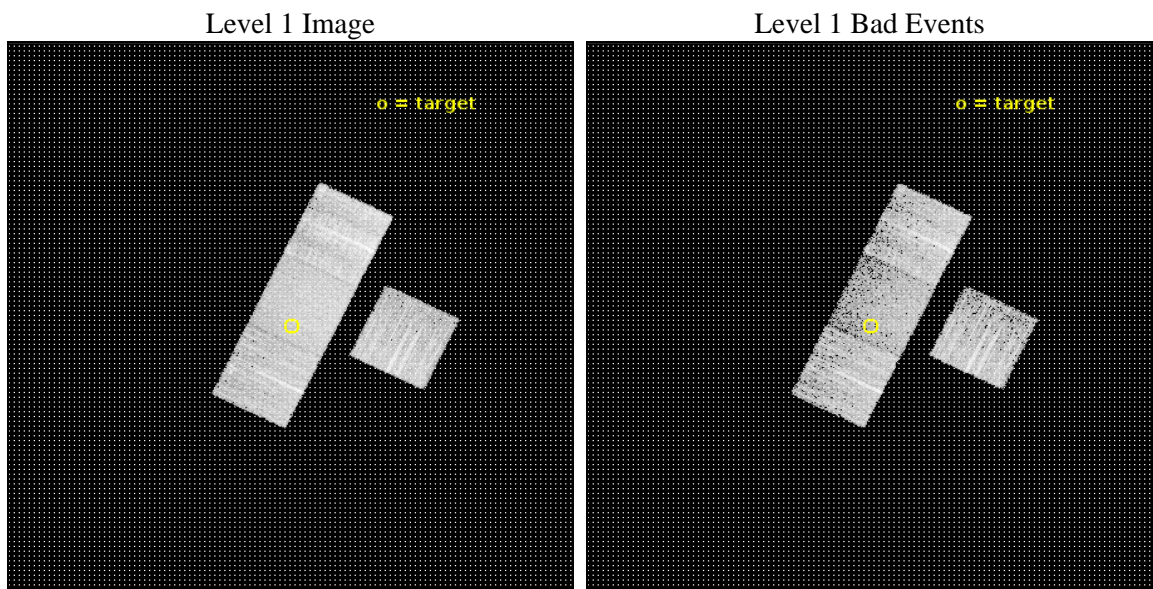 Level 1 Image
Level 1 Bad Events
o = target
o = target